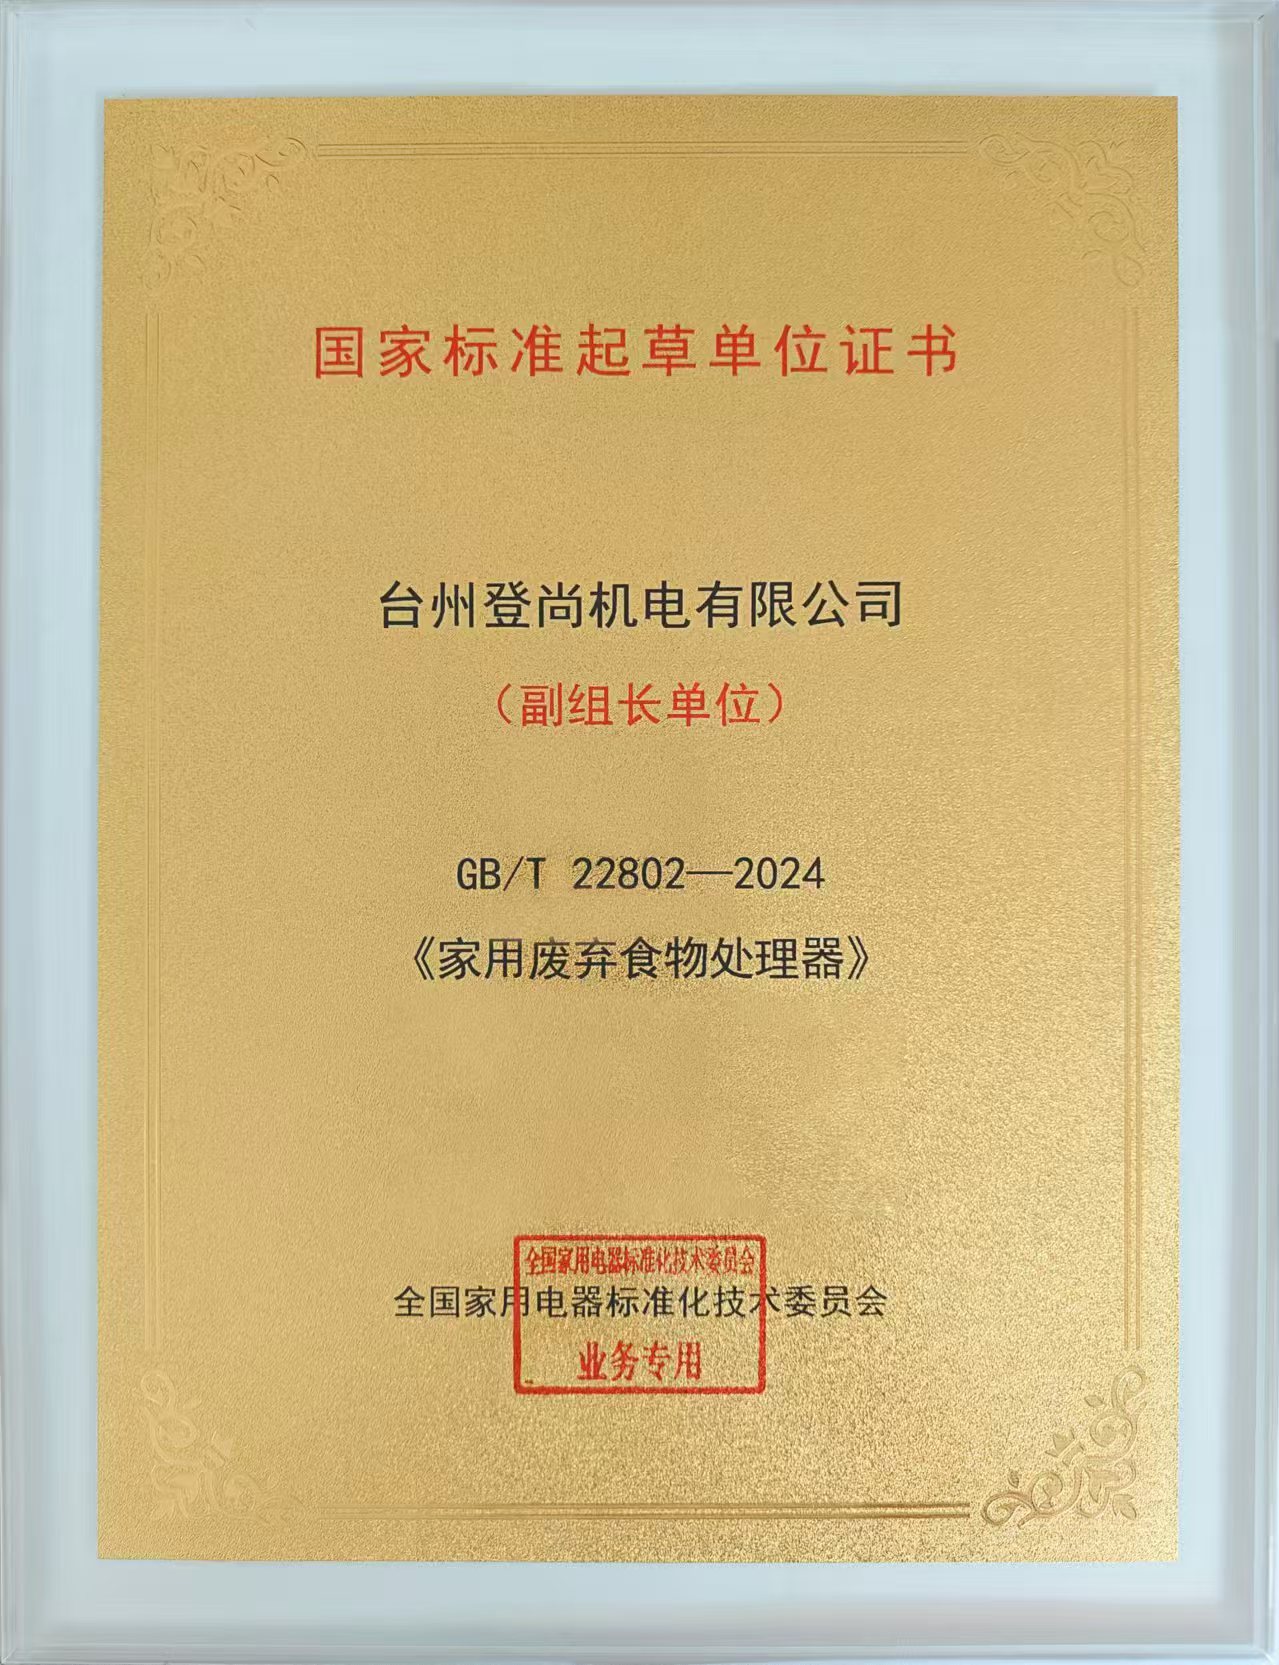 国家标准起草单位证书
台州登尚机电有限公司
（副组长单位）
GB/T 22802—2024
《家用废弃食物处理器》
全国家用电器标准化技术委员会
全国家用电器标准化技术委员会
业务专用